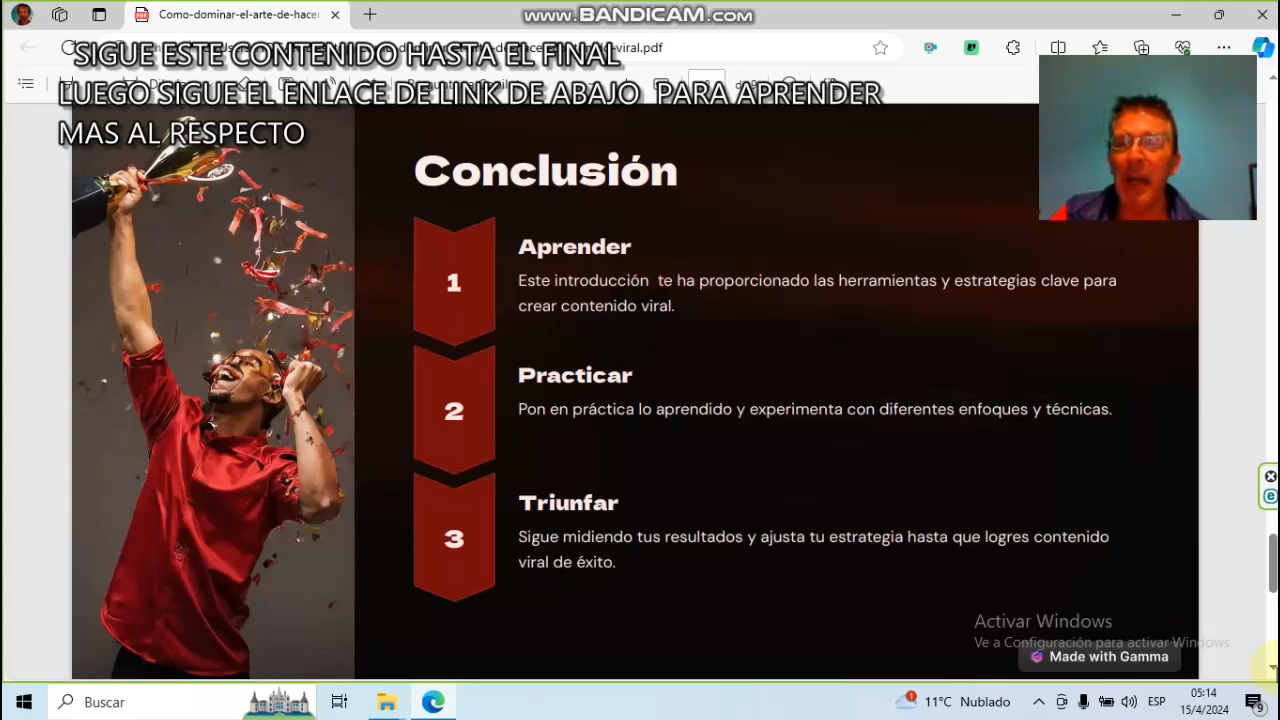 www.BANDICAM.com
Como-dominar-el-arte-de-hacer
viral.pdf
SIGUE ESTE CONTENIDO HASTA EL FINAL
LUEGO SIGUE EL ENLACE DE LINK DE ABAJO PARA APRENDER
MAS AL RESPECTO
Conclusión
1
Aprender
Este introducción te ha proporcionado las herramientas y estrategias clave para
crear contenido viral.
2
Practicar
Pon en práctica lo aprendido y experimenta con diferentes enfoques y técnicas.
3
Triunfar
Sigue midiendo tus resultados y ajusta tu estrategia hasta que logres contenido
viral de éxito.
Activar Windows
Ve a Configuración para activar Windows.
Made with Gamma
Buscar
1
11°C Nublado
ESP
05:14
15/4/2024
9